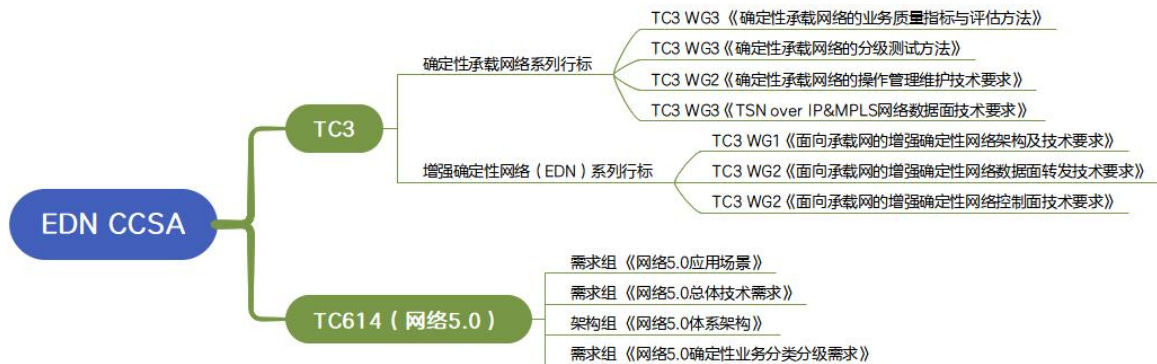 EDN CCSA
TC3
确定性承载网络系列行标
TC3 WG3《确定性承载网络的业务质量指标与评估方法》
TC3 WG3《确定性承载网络的分级测试方法》
TC3 WG2《确定性承载网络的操作管理维护技术要求》
TC3 WG3《TSN over IP&MPLS网络数据面技术要求》
增强确定性网络（EDN）系列行标
TC3 WG1《面向承载网的增强确定性网络架构及技术要求》
TC3 WG2《面向承载网的增强确定性网络数据面转发技术要求》
TC3 WG2《面向承载网的增强确定性网络控制面技术要求》
TC614（网络5.0）
需求组《网络5.0应用场景》
需求组《网络5.0总体技术需求》
架构组《网络5.0体系架构》
需求组《网络5.0确定性业务分类分级需求》